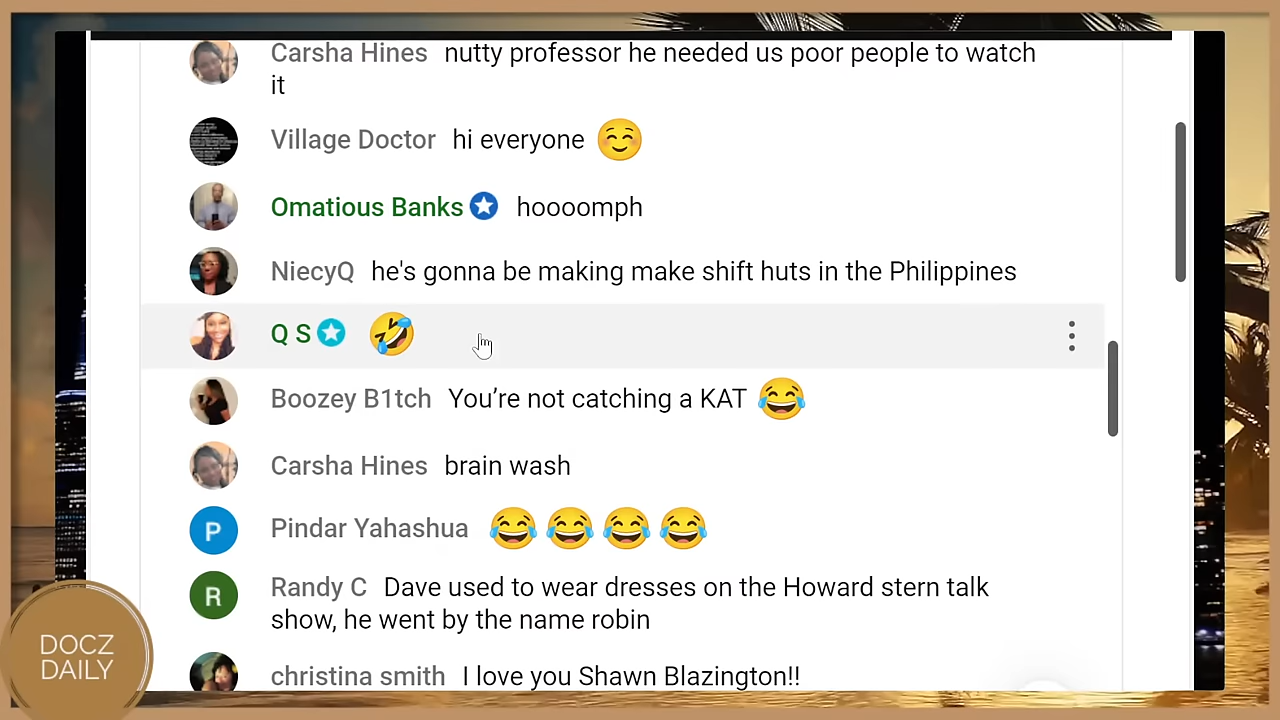 Carsha Hines nutty professor he needed us poor people to watch
it
Village Doctor hi everyone ☺️
Omatious Banks hoooomph
NiecyQ he's gonna be making make shift huts in the Philippines
Q S 🤣
Boozey B1tch You’re not catching a KAT 😂
Carsha Hines brain wash
P Pindar Yahashua 😂😂😂😂
R Randy C Dave used to wear dresses on the Howard stern talk
show, he went by the name robin
christina smith I love you Shawn Blazington!!
DOCZ
DAILY